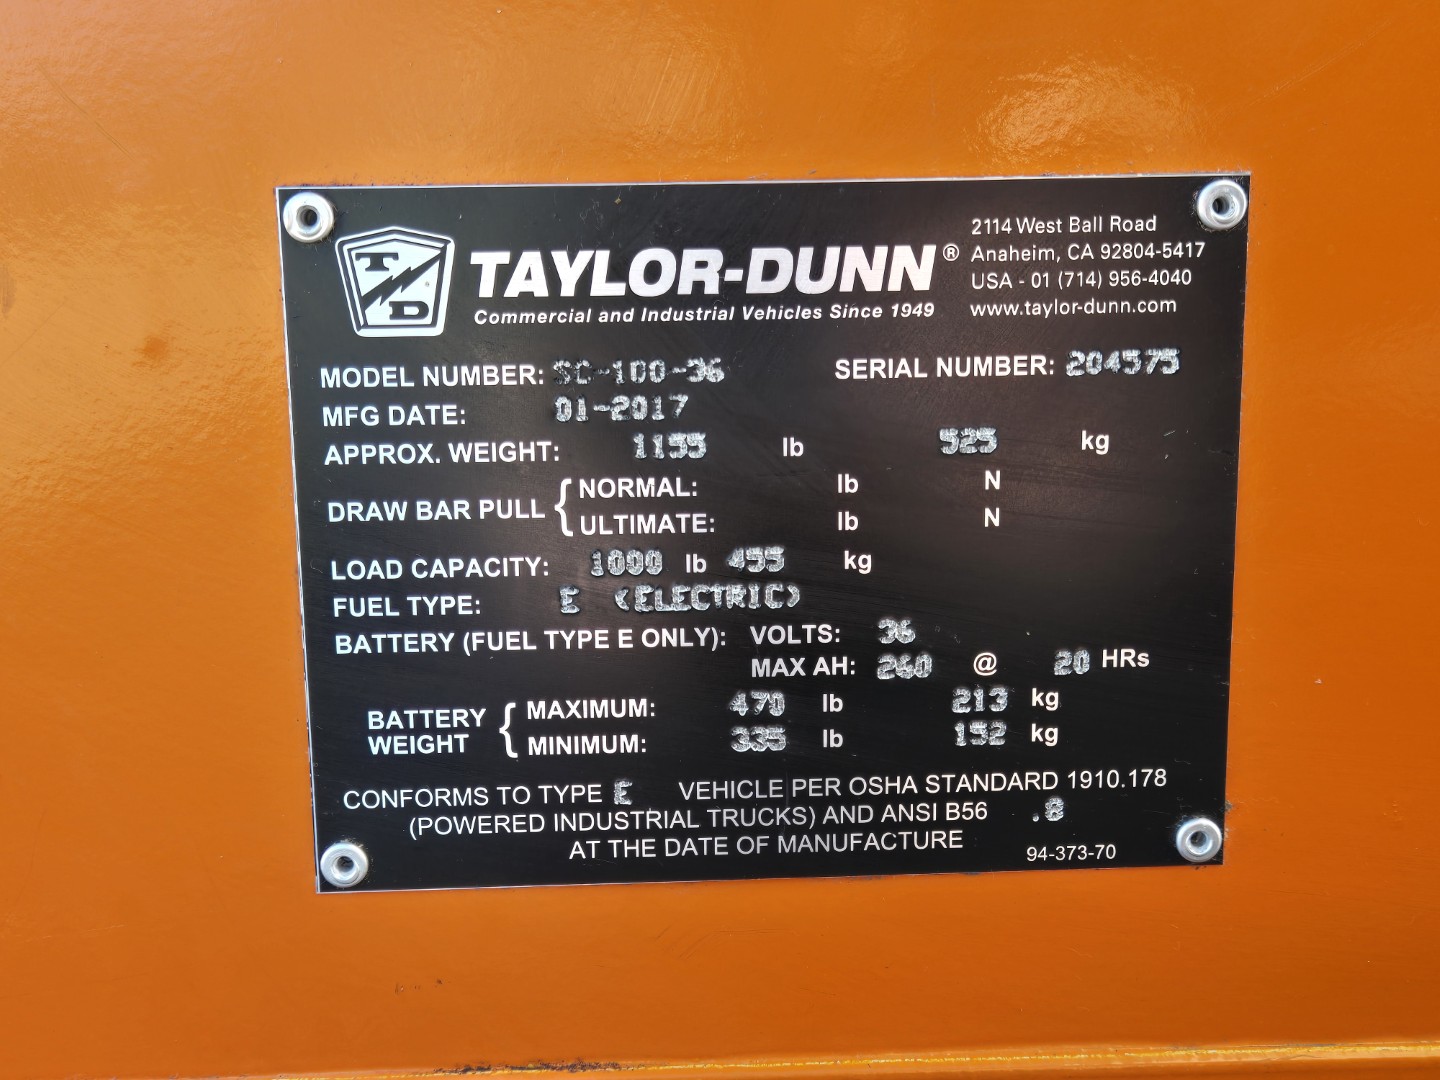 T D
TAYLOR-DUNN®
Commercial and Industrial Vehicles Since 1949
2114 West Ball Road
Anaheim, CA 92804-5417
USA - 01 (714) 956-4040
www.taylor-dunn.com
MODEL NUMBER: SC-100-36 SERIAL NUMBER: 204575
MFG DATE: 01-2017
APPROX. WEIGHT: 1155 lb 525 kg
DRAW BAR PULL { NORMAL: lb N
ULTIMATE: lb N
LOAD CAPACITY: 1000 lb 455 kg
FUEL TYPE: E (ELECTRIC)
BATTERY (FUEL TYPE E ONLY): VOLTS: 36
MAX AH: 260 @ 20 HRs
BATTERY WEIGHT { MAXIMUM: 470 lb 213 kg
MINIMUM: 335 lb 152 kg
CONFORMS TO TYPE E VEHICLE PER OSHA STANDARD 1910.178
(POWERED INDUSTRIAL TRUCKS) AND ANSI B56 .8
AT THE DATE OF MANUFACTURE 94-373-70